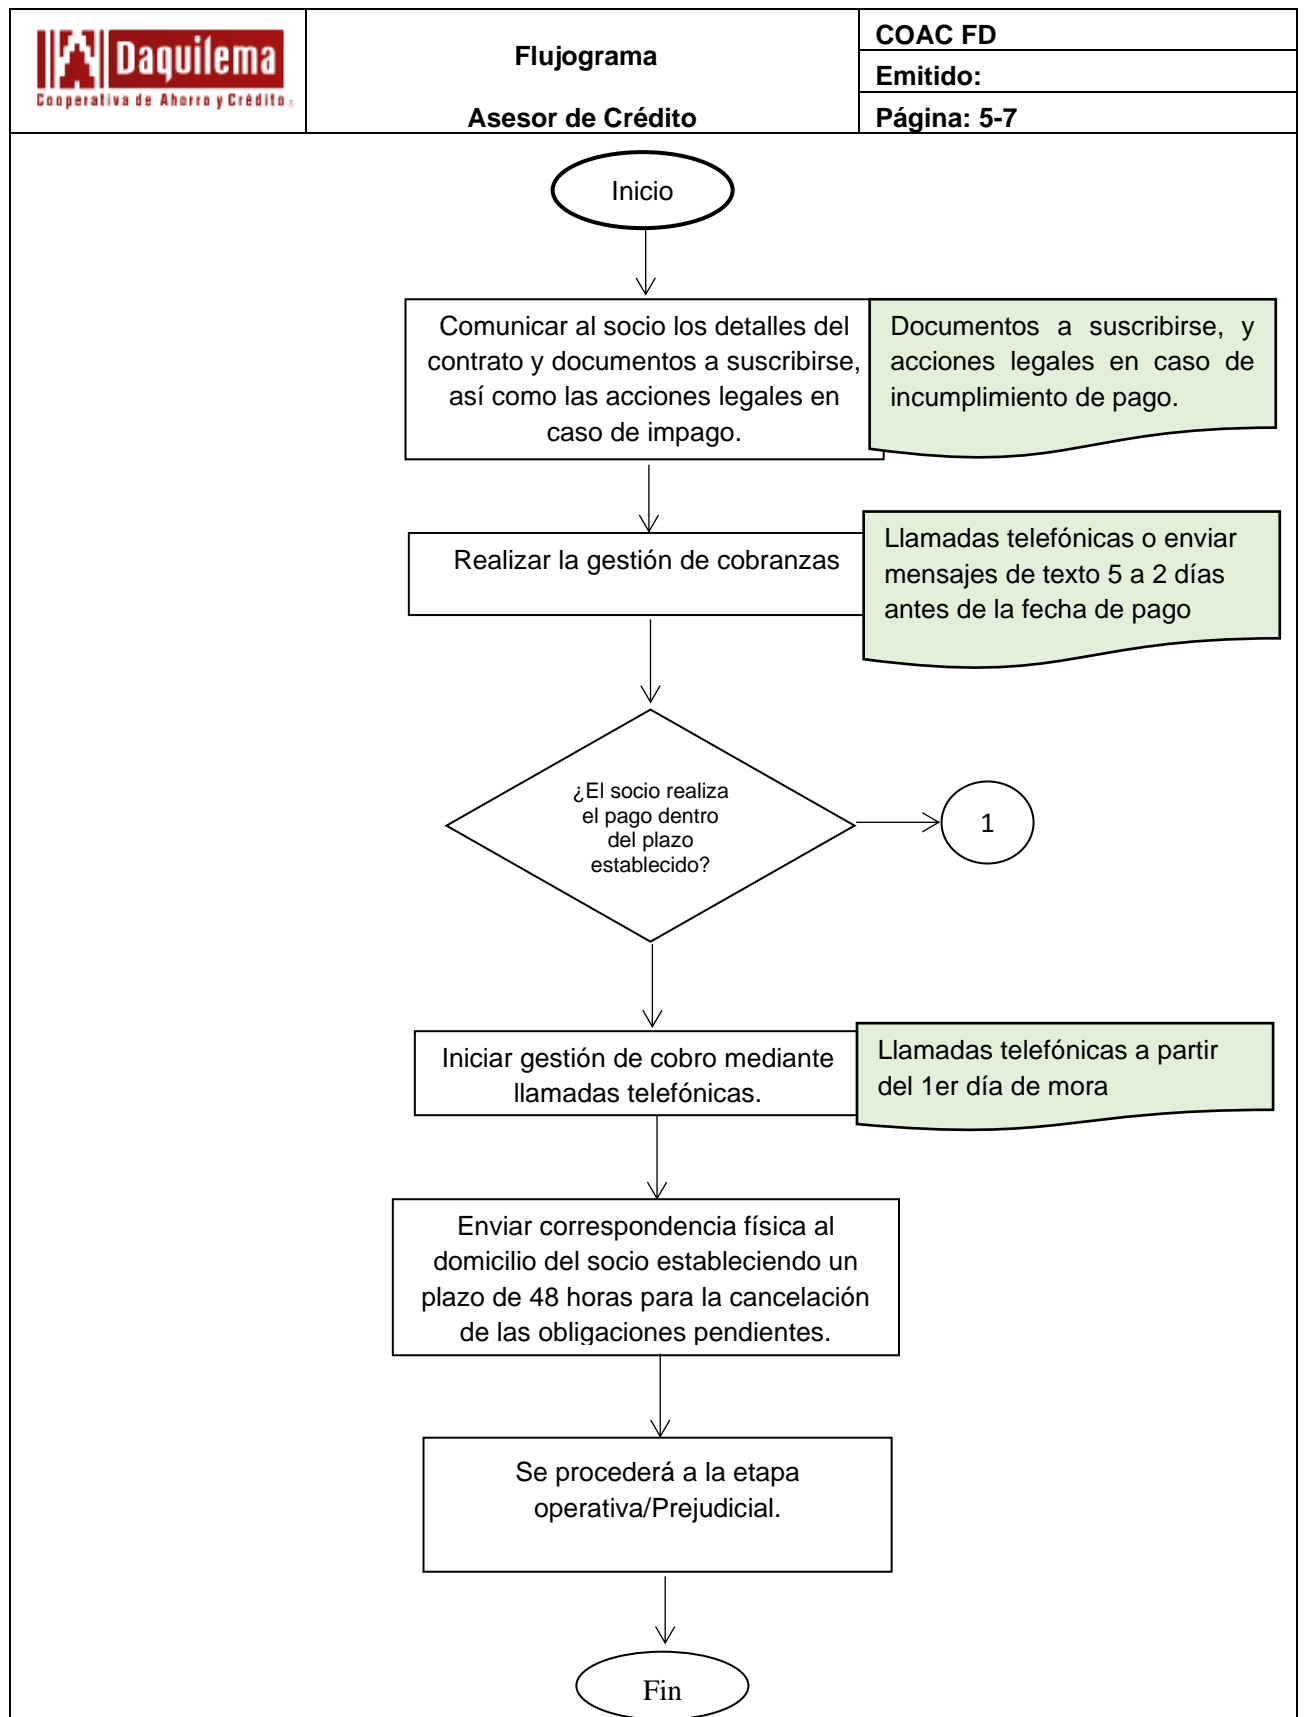 Daquilema
Cooperativa de Ahorro y Crédito
Flujograma
Asesor de Crédito
COAC FD
Emitido:
Página: 5-7
Inicio
Comunicar al socio los detalles del
contrato y documentos a suscribirse,
así como las acciones legales en
caso de impago.
Documentos a suscribirse, y
acciones legales en caso de
incumplimiento de pago.
Realizar la gestión de cobranzas
Llamadas telefónicas o enviar
mensajes de texto 5 a 2 días
antes de la fecha de pago
¿El socio realiza
el pago dentro
del plazo
establecido?
1
Iniciar gestión de cobro mediante
llamadas telefónicas.
Llamadas telefónicas a partir
del 1er día de mora
Enviar correspondencia física al
domicilio del socio estableciendo un
plazo de 48 horas para la cancelación
de las obligaciones pendientes.
Se procederá a la etapa
operativa/Prejudicial.
Fin